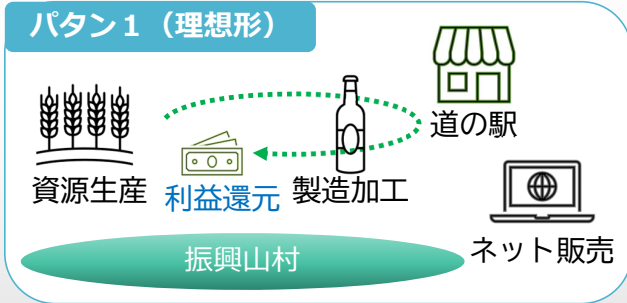 パタン１（理想形）
道の駅
資源生産
利益還元
製造加工
ネット販売
振興山村